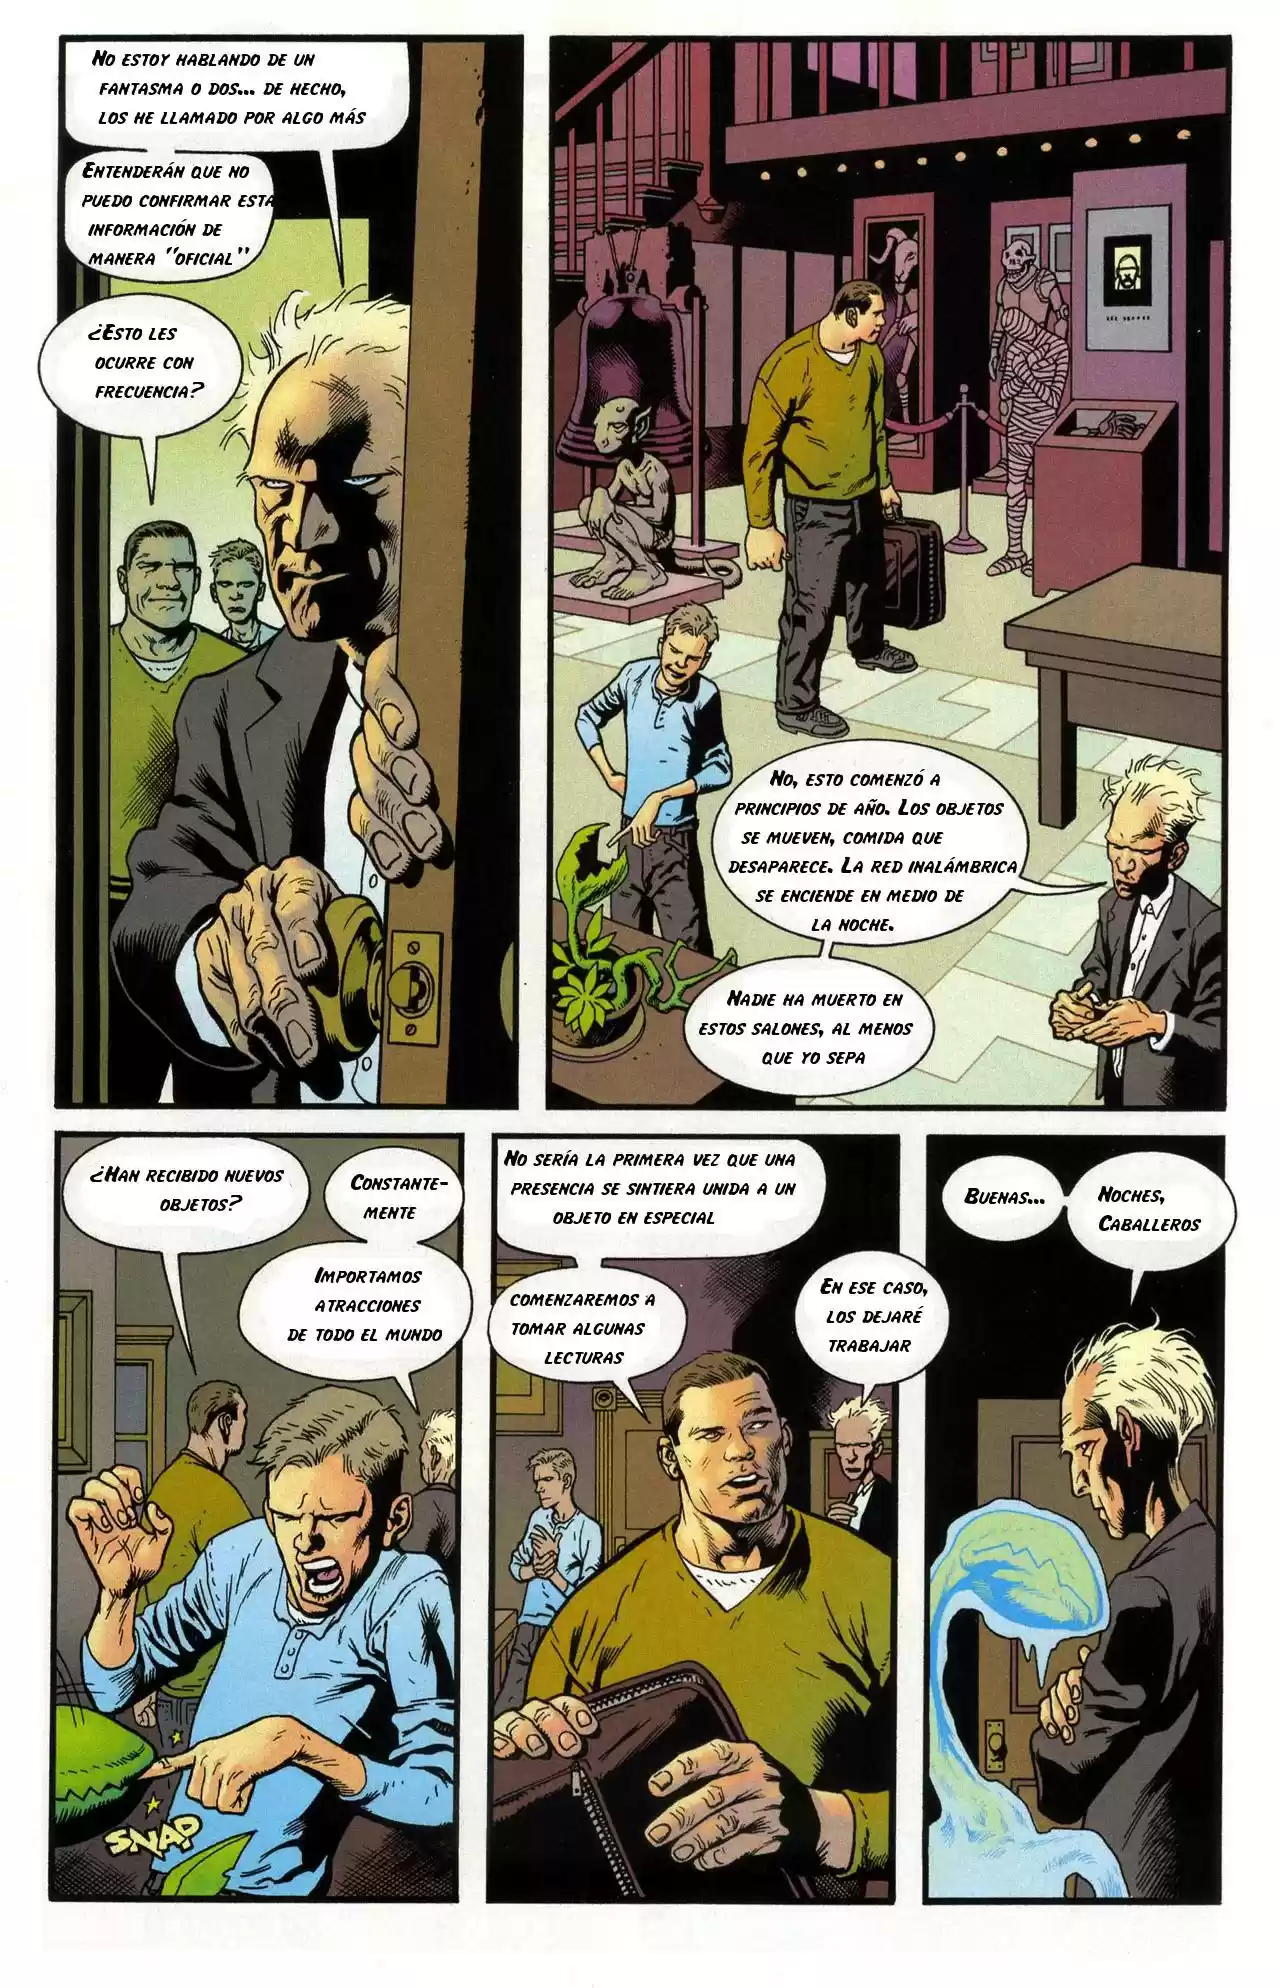 No estoy hablando de un
fantasma o dos... de hecho,
los he llamado por algo más
Entenderán que no
puedo confirmar esta
información de
manera "oficial"
¿Esto les
ocurre con
frecuencia?
No, esto comenzó a
principios de año. Los objetos
se mueven, comida que
desaparece. La red inalámbrica
se enciende en medio de
la noche.
Nadie ha muerto en
estos salones, al menos
que yo sepa
¿Han recibido nuevos
objetos?
Constante-
mente
Importamos
atracciones
de todo el mundo
SNAP
No sería la primera vez que una
presencia se sintiera unida a un
objeto en especial
comenzaremos a
tomar algunas
lecturas
En ese caso,
los dejaré
trabajar
Buenas...
Noches,
Caballeros